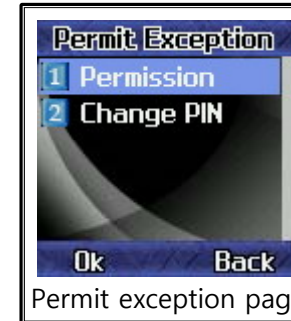 Permit Exception
1 Permission
2 Change PIN
Ok Back
Permit exception pag